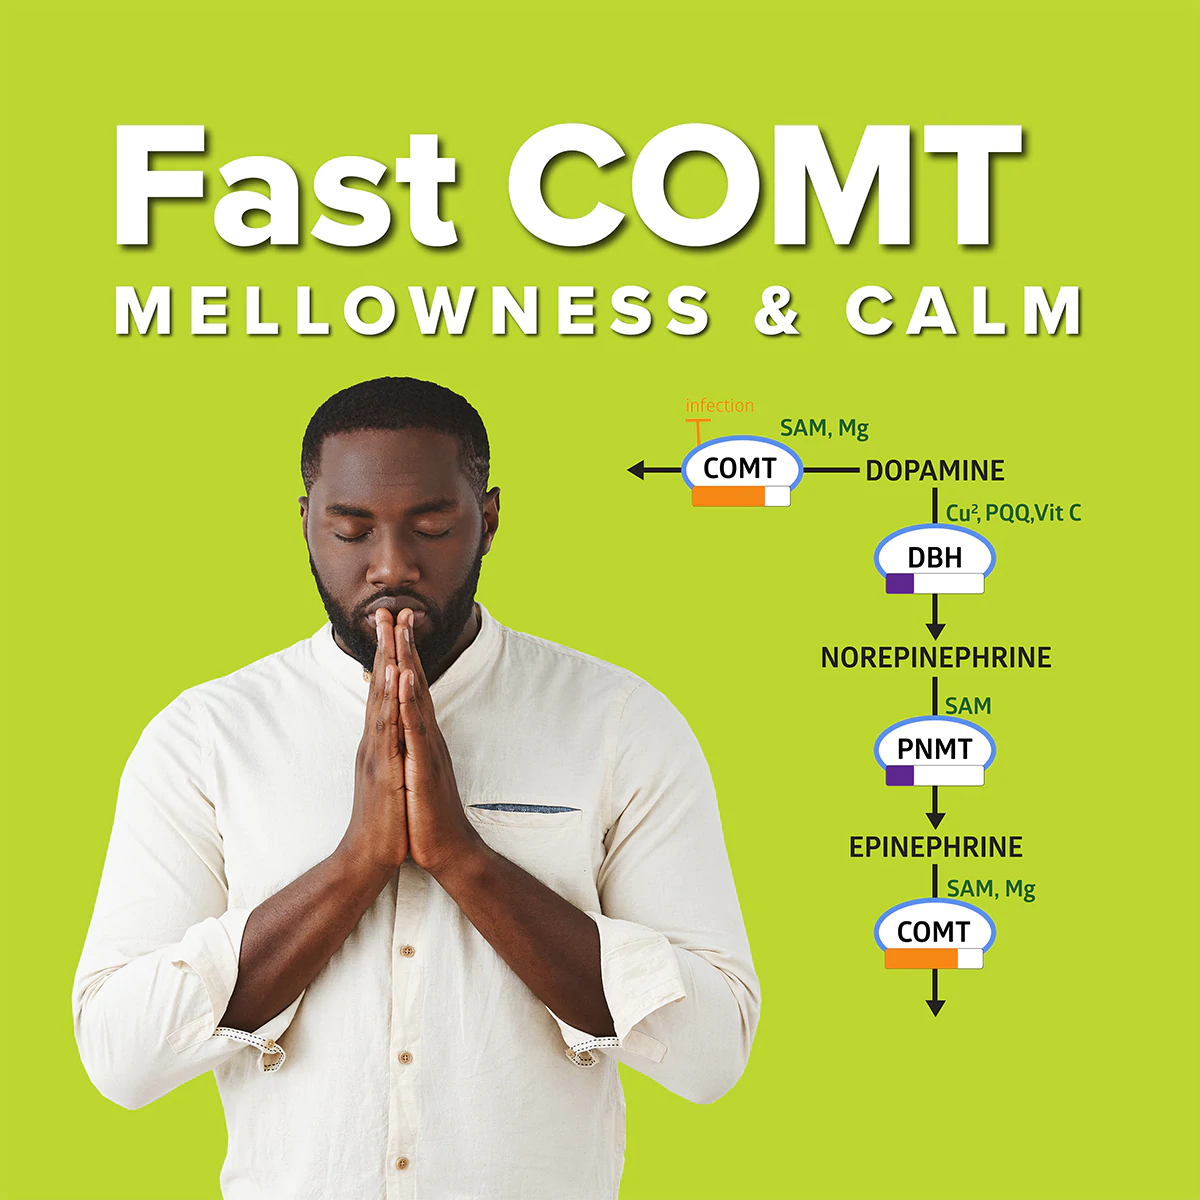 Fast COMT
MELLOWNESS & CALM
infection
SAM, Mg
COMT
DOPAMINE
Cu², PQQ,Vit C
DBH
NOREPINEPHRINE
SAM
PNMT
EPINEPHRINE
SAM, Mg
COMT